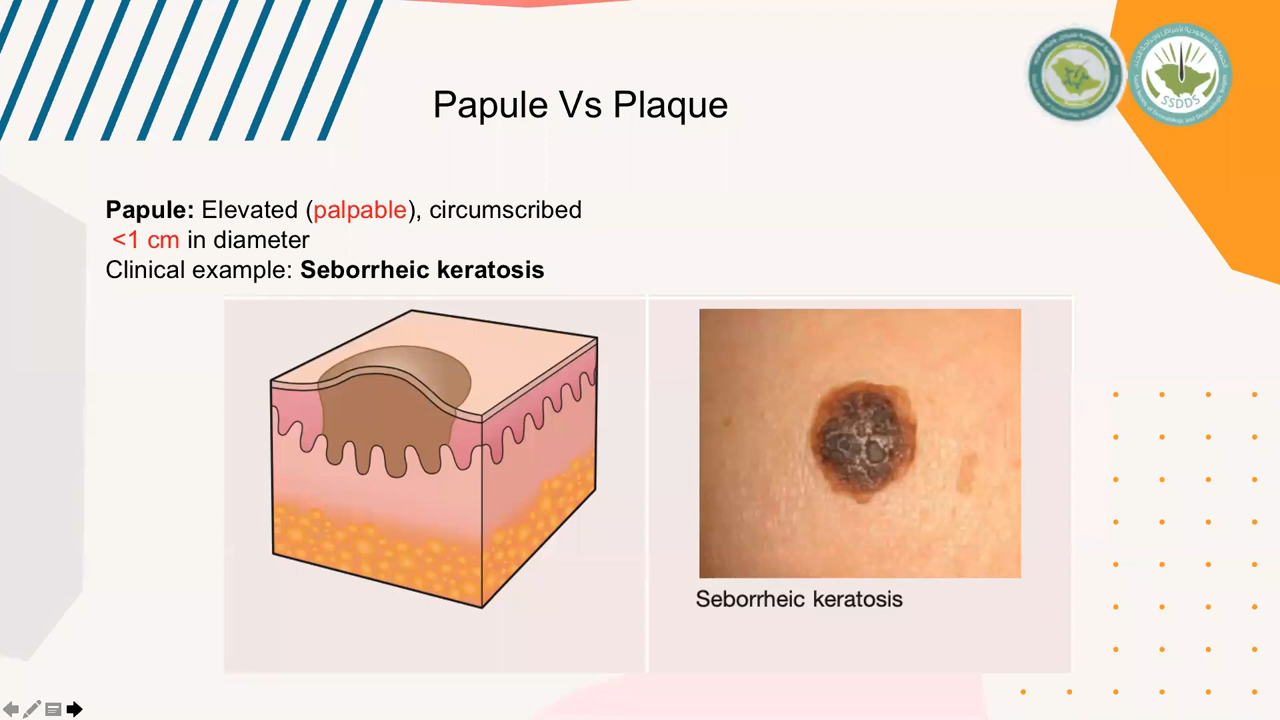 Papule Vs Plaque
SSDDS
Papule: Elevated (palpable), circumscribed
<1 cm in diameter
Clinical example: Seborrheic keratosis
Seborrheic keratosis